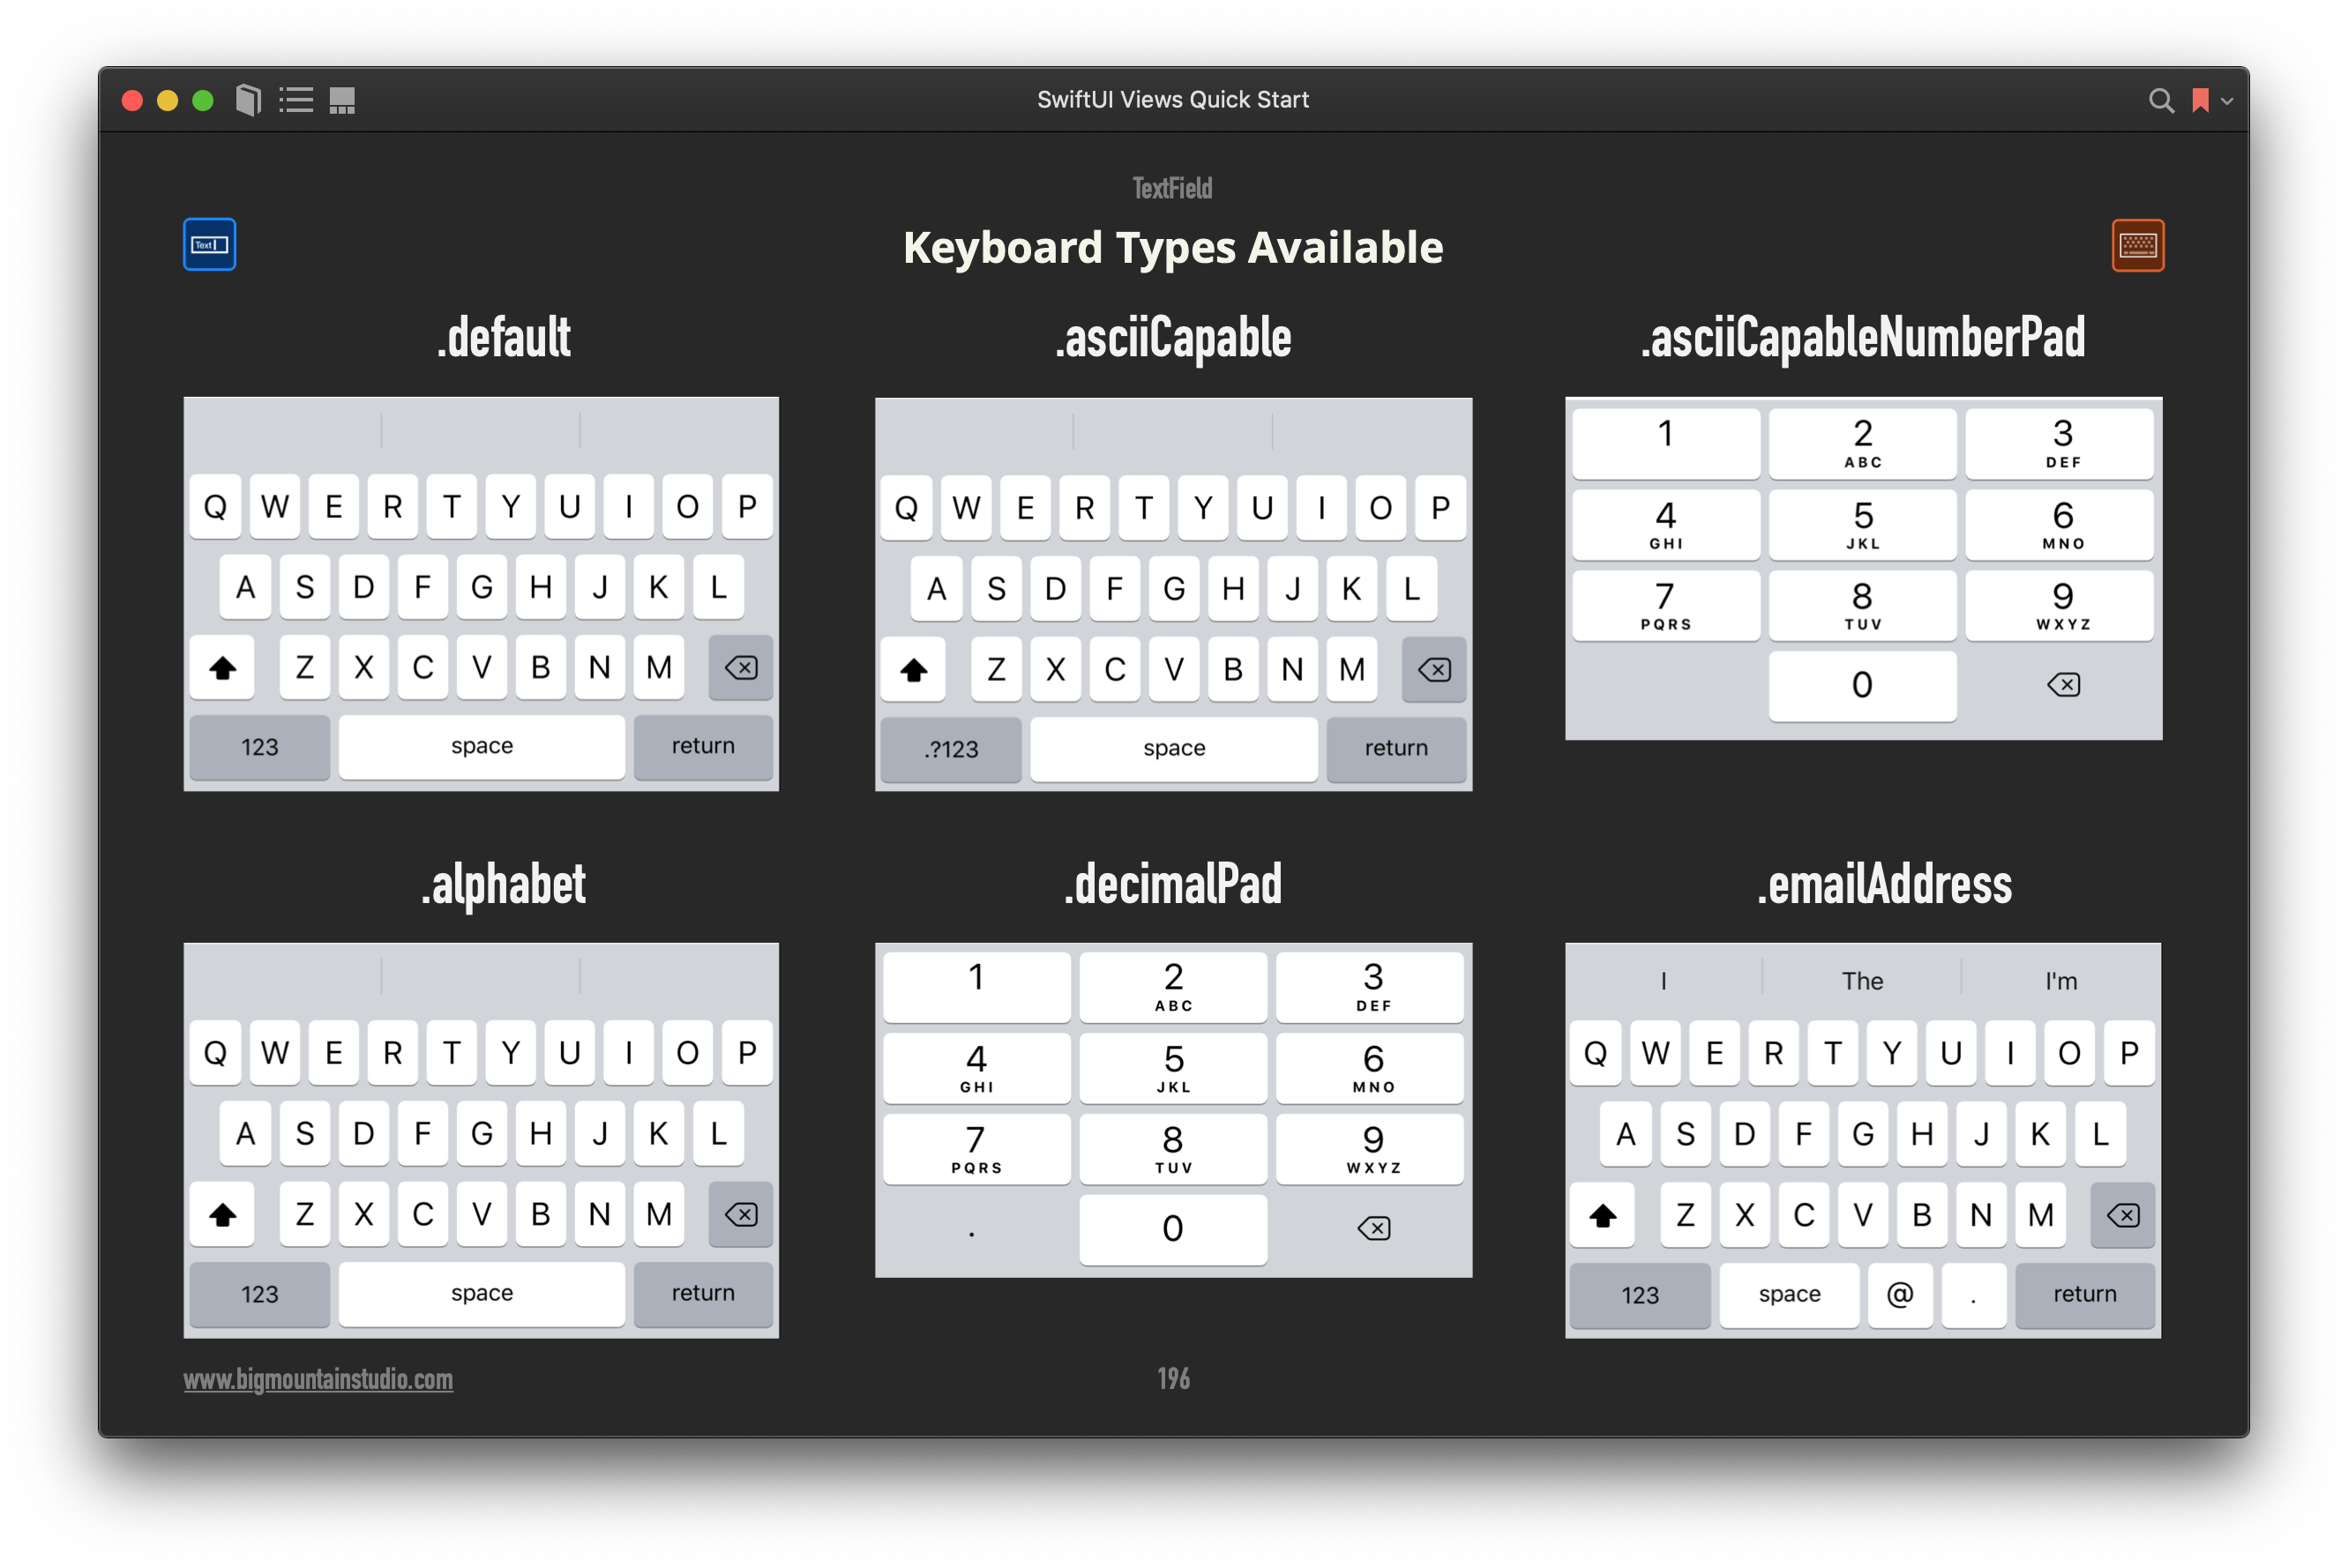 SwiftUI Views Quick Start
TextField
Text
Keyboard Types Available
.default
.asciiCapable
.asciiCapableNumberPad
Q W E R T Y U I O P
A S D F G H J K L
Z X C V B N M
123 space return
Q W E R T Y U I O P
A S D F G H J K L
Z X C V B N M
.?123 space return
1 2 3
ABC DEF
4 5 6
GHI JKL MNO
7 8 9
PQRS TUV WXYZ
0
.alphabet
.decimalPad
.emailAddress
Q W E R T Y U I O P
A S D F G H J K L
Z X C V B N M
123 space return
1 2 3
ABC DEF
4 5 6
GHI JKL MNO
7 8 9
PQRS TUV WXYZ
. 0
I The I'm
Q W E R T Y U I O P
A S D F G H J K L
Z X C V B N M
123 space @ . return
www.bigmountainstudio.com
196